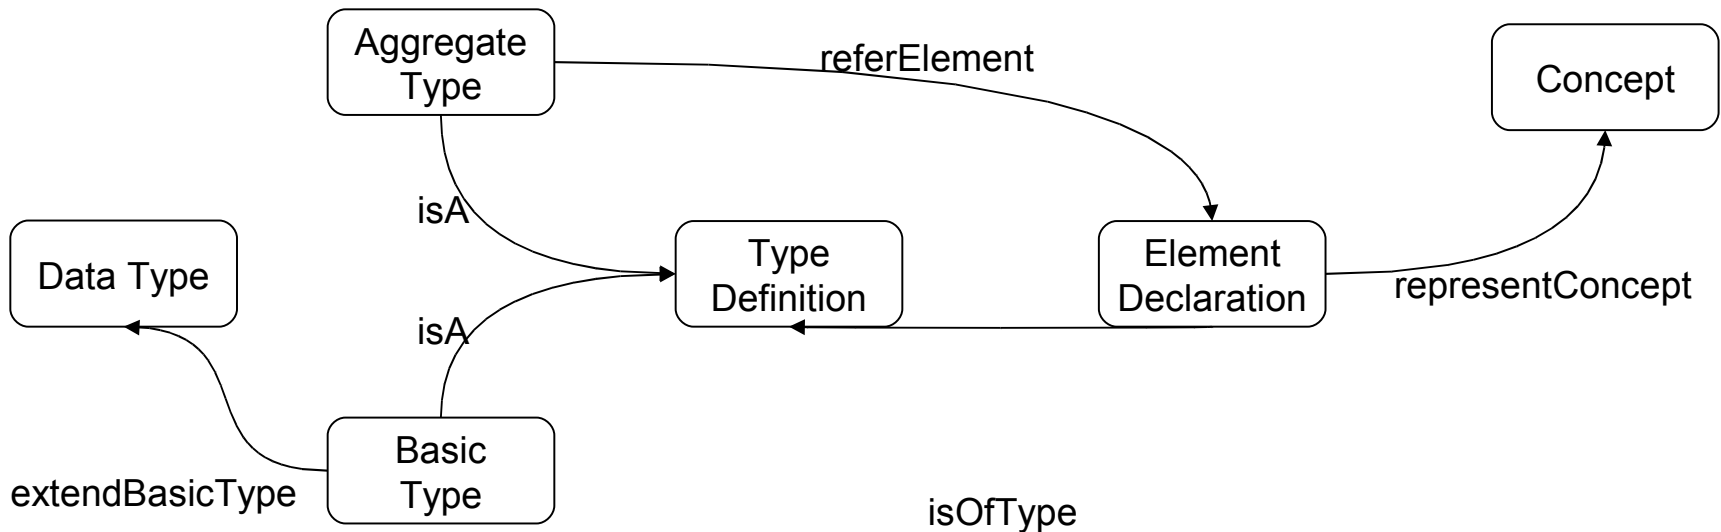 Aggregate
Type
referElement
Concept
isA
Data Type
Type
Definition
Element
Declaration
representConcept
isA
Basic
Type
extendBasicType
isOfType